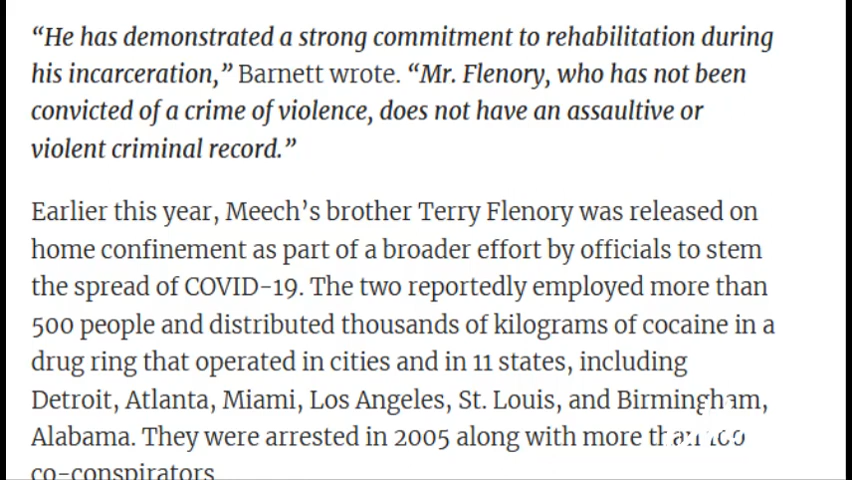 “He has demonstrated a strong commitment to rehabilitation during
his incarceration,” Barnett wrote. “Mr. Flenory, who has not been
convicted of a crime of violence, does not have an assaultive or
violent criminal record.”
Earlier this year, Meech’s brother Terry Flenory was released on
home confinement as part of a broader effort by officials to stem
the spread of COVID-19. The two reportedly employed more than
500 people and distributed thousands of kilograms of cocaine in a
drug ring that operated in cities and in 11 states, including
Detroit, Atlanta, Miami, Los Angeles, St. Louis, and Birmingham,
Alabama. They were arrested in 2005 along with more than
co-conspirators